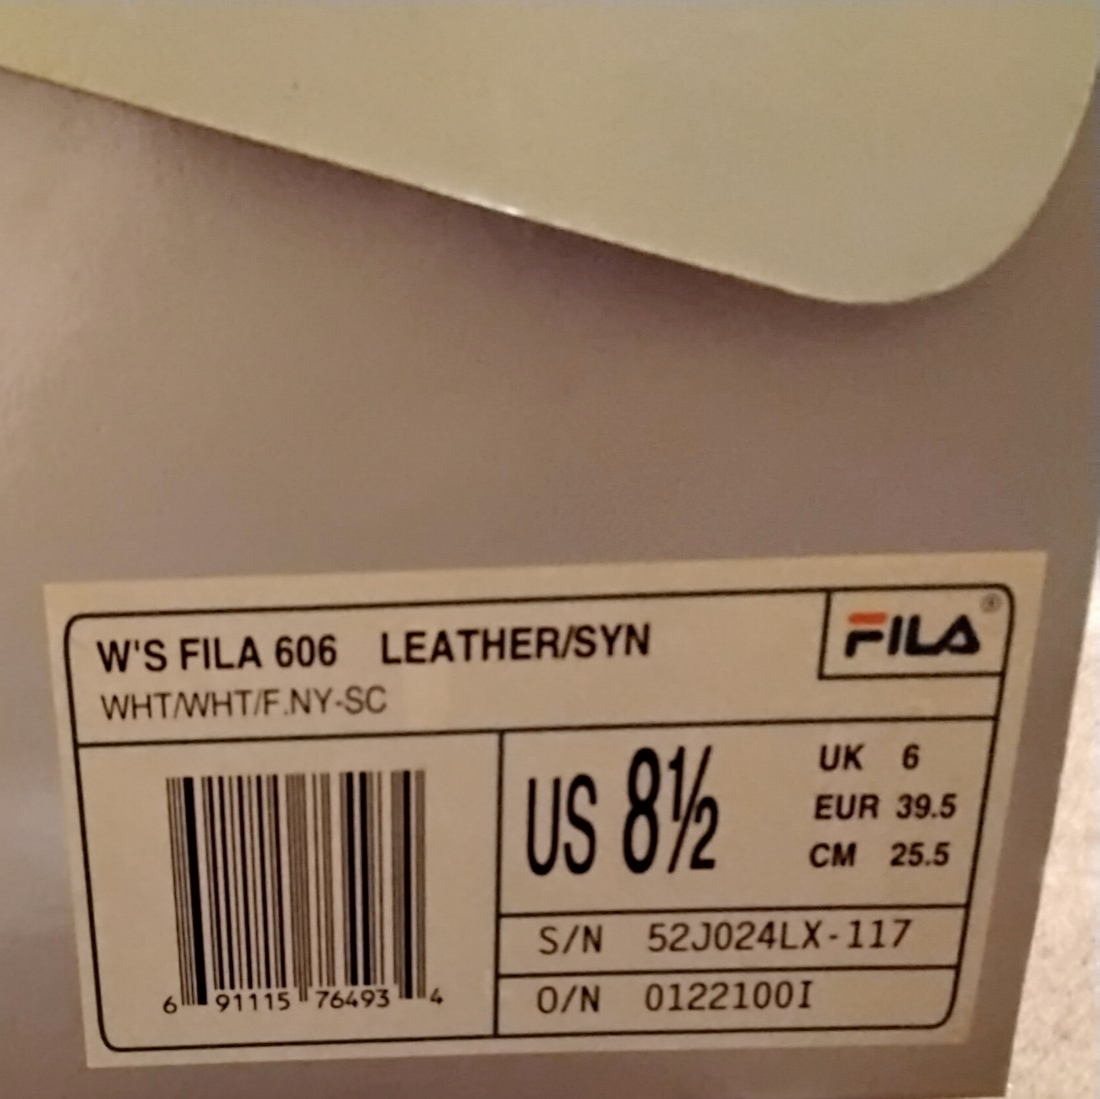 W'S FILA 606 LEATHER/SYN
FILA®
WHT/WHT/F.NY-SC
US 8½
UK 6
EUR 39.5
CM 25.5
S/N 52J024LX-117
O/N 0122100I
6 91115 76493 4